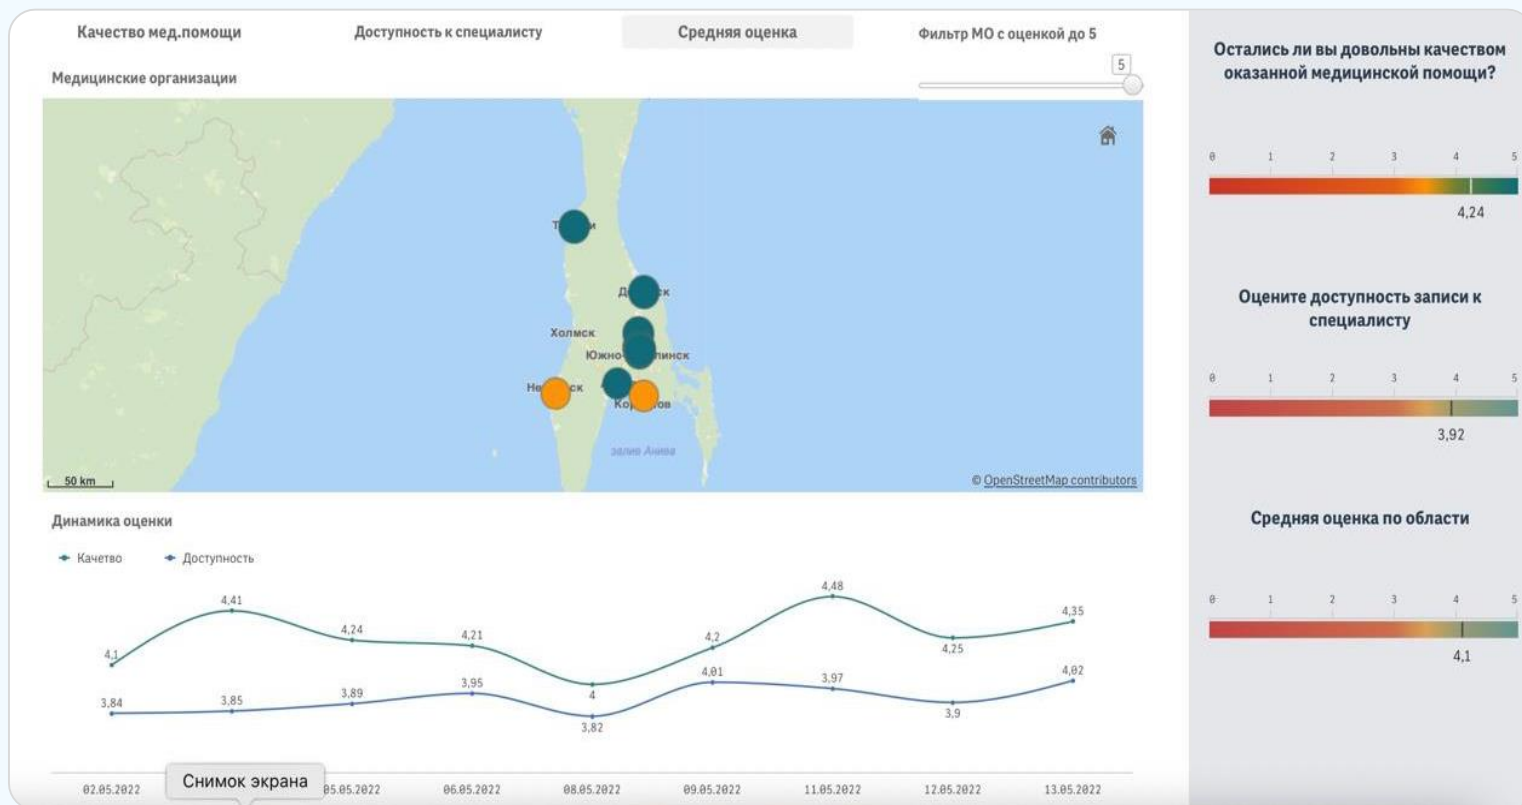 Качество мед.помощи
Доступность к специалисту
Средняя оценка
Фильтр МО с оценкой до 5
5
Медицинские организации
Холмск
залив Анива
50 km
© OpenStreetMap contributors
Динамика оценки
Качетво
Доступность
4,1
4,41
4,24
4,21
4
4,2
4,48
4,25
4,35
3,84
3,85
3,89
3,95
3,82
4,01
3,97
3,9
4,02
02.05.2022
Снимок экрана
05.05.2022
06.05.2022
08.05.2022
09.05.2022
11.05.2022
12.05.2022
13.05.2022
Остались ли вы довольны качеством
оказанной медицинской помощи?
0 1 2 3 4 5
4,24
Оцените доступность записи к
специалисту
0 1 2 3 4 5
3,92
Средняя оценка по области
0 1 2 3 4 5
4,1